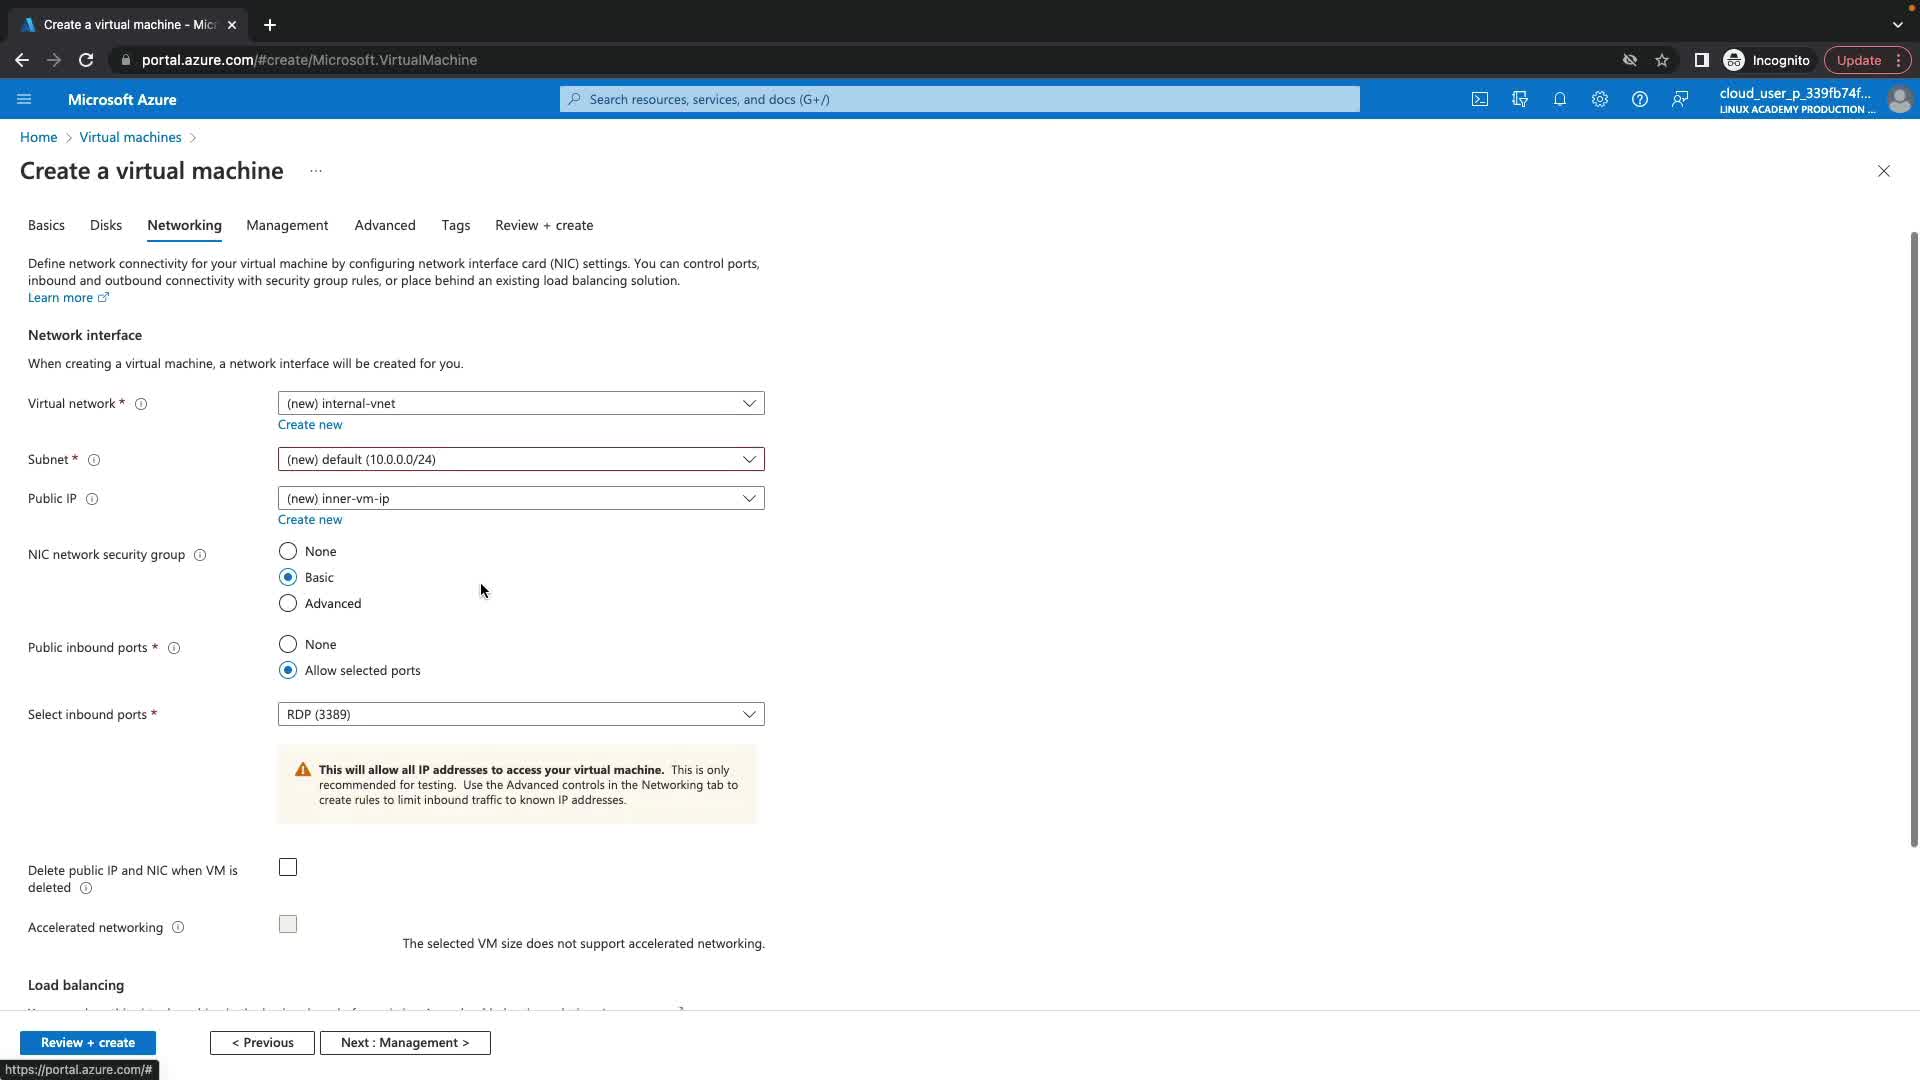 Create a virtual machine - Mic
portal.azure.com/#create/Microsoft.VirtualMachine
Incognito
Update
Microsoft Azure
Search resources, services, and docs (G+/)
cloud_user_p_339fb74f...
LINUX ACADEMY PRODUCTION ...
Home > Virtual machines >
Create a virtual machine ...
Basics Disks Networking Management Advanced Tags Review + create
Define network connectivity for your virtual machine by configuring network interface card (NIC) settings. You can control ports,
inbound and outbound connectivity with security group rules, or place behind an existing load balancing solution.
Learn more
Network interface
When creating a virtual machine, a network interface will be created for you.
Virtual network *
(new) internal-vnet
Create new
Subnet *
(new) default (10.0.0.0/24)
Public IP
(new) inner-vm-ip
Create new
NIC network security group
None
Basic
Advanced
Public inbound ports *
None
Allow selected ports
Select inbound ports *
RDP (3389)
This will allow all IP addresses to access your virtual machine. This is only
recommended for testing. Use the Advanced controls in the Networking tab to
create rules to limit inbound traffic to known IP addresses.
Delete public IP and NIC when VM is
deleted
Accelerated networking
The selected VM size does not support accelerated networking.
Load balancing
Review + create
< Previous
Next : Management >
https://portal.azure.com/#